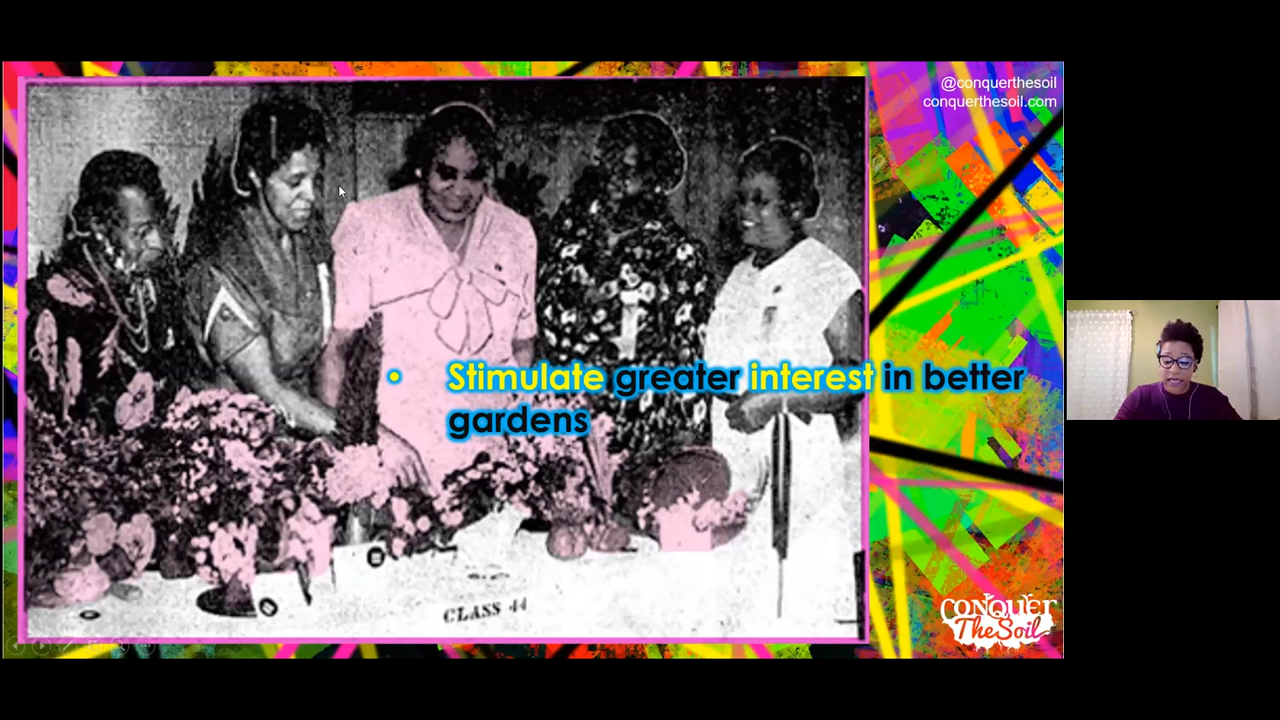 @conquerthesoil
conquerthesoil.com
• Stimulate greater interest in better
gardens
CLASS 44
CONQUER
The Soil